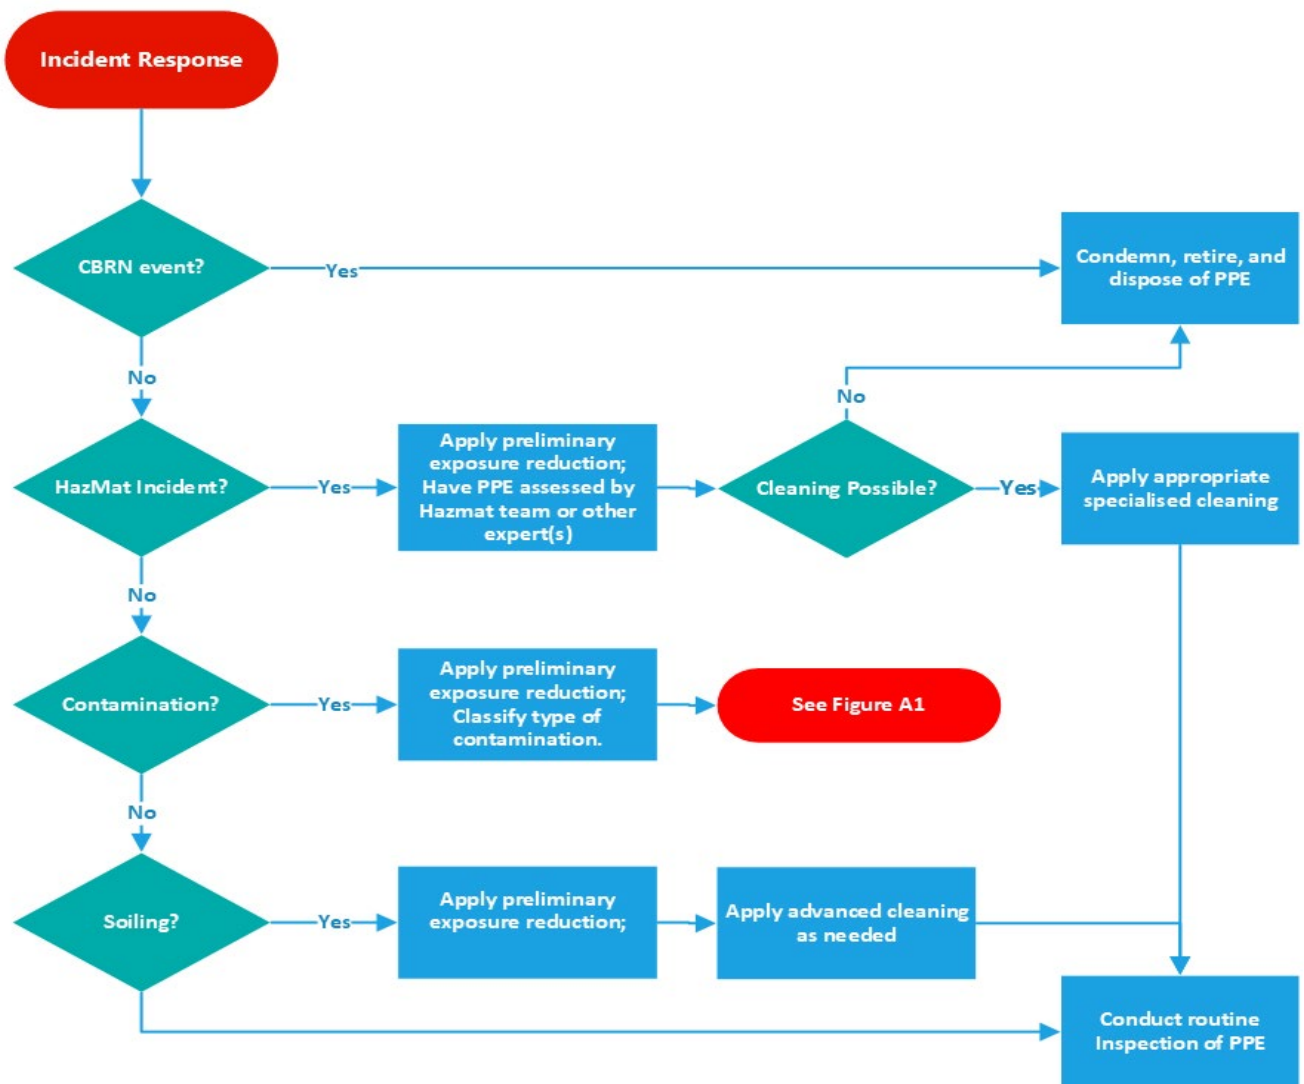 Incident Response
CBRN event?
Yes
Condemn, retire, and
dispose of PPE
No
No
HazMat Incident?
Yes
Apply preliminary
exposure reduction;
Have PPE assessed by
Hazmat team or other
expert(s)
Cleaning Possible?
Yes
Apply appropriate
specialised cleaning
No
Contamination?
Yes
Apply preliminary
exposure reduction;
Classify type of
contamination.
See Figure A1
No
Soiling?
Yes
Apply preliminary
exposure reduction;
Apply advanced cleaning
as needed
Conduct routine
Inspection of PPE